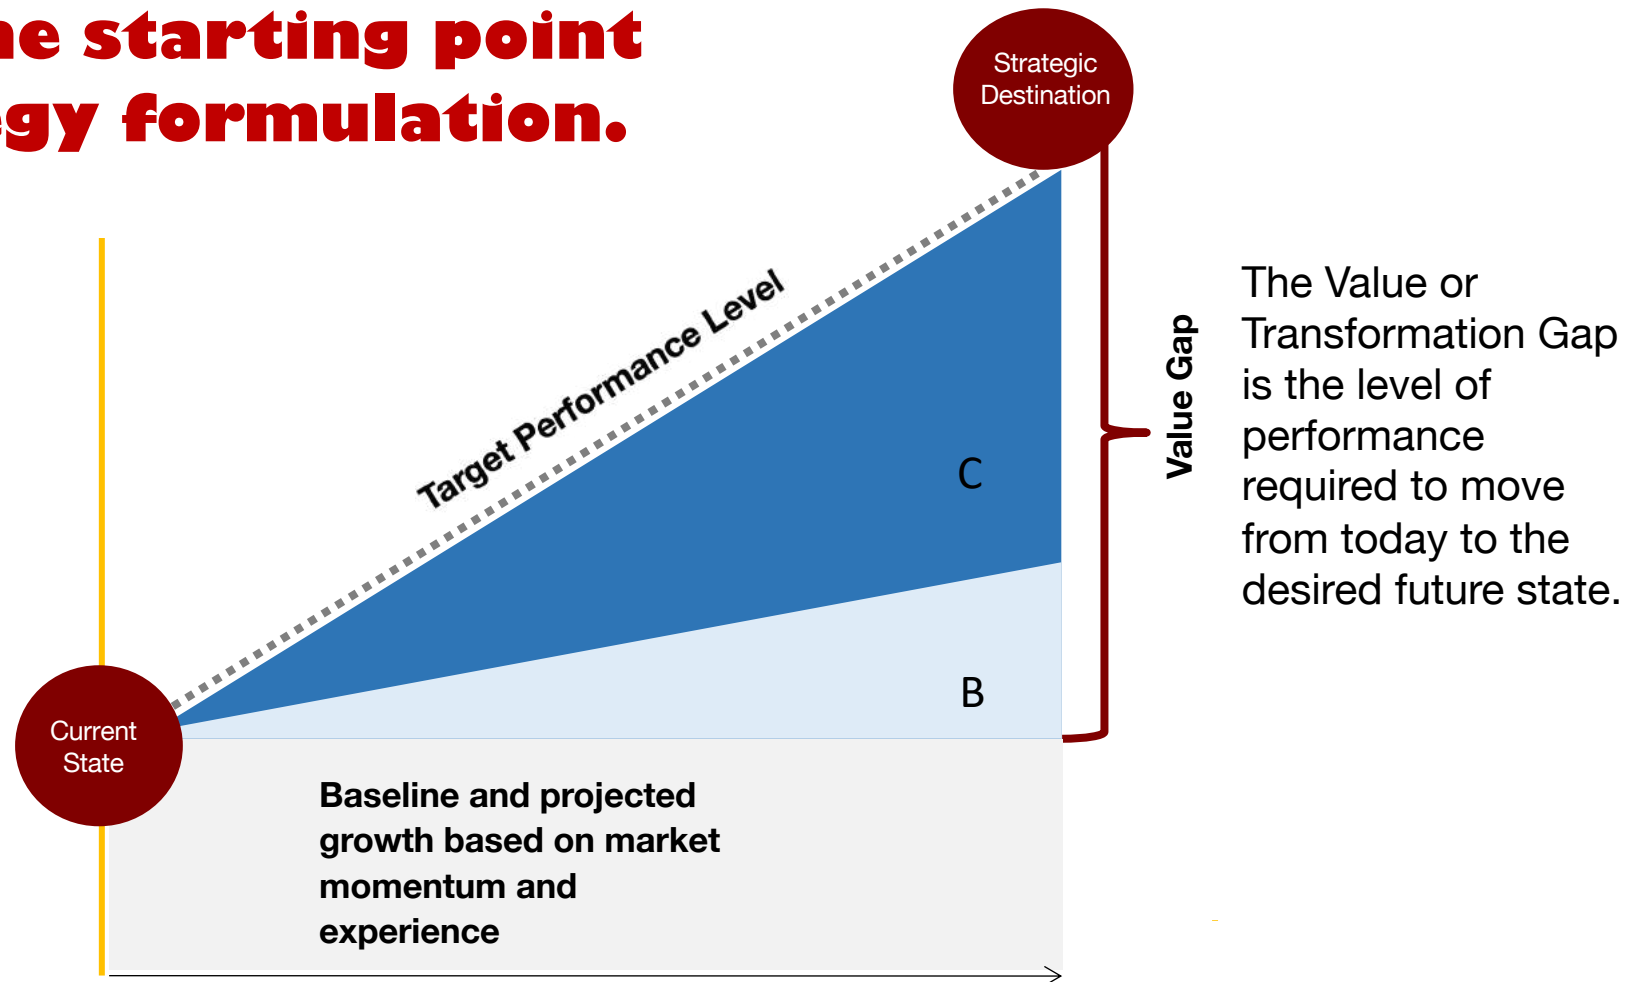 he starting point
egy formulation.
Strategic
Destination
Target Performance Level
Value Gap
The Value or
Transformation Gap
is the level of
performance
required to move
from today to the
desired future state.
C
B
Current
State
Baseline and projected
growth based on market
momentum and
experience